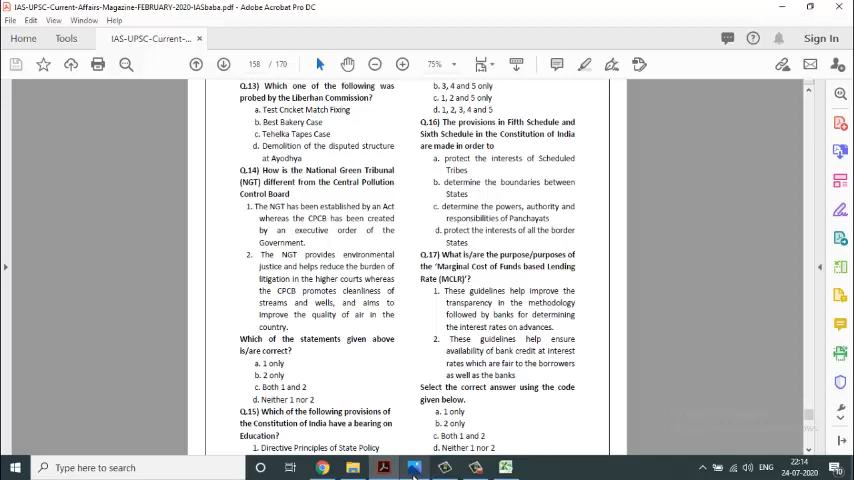 IAS-UPSC-Current-Affairs-Magazine-FEBRUARY-2020-IASbaba.pdf - Adobe Acrobat Pro DC
File Edit View Window Help
Home Tools IAS-UPSC-Current-... × Sign In
158 / 170 75%
Q.13) Which one of the following was
probed by the Liberhan Commission?
a. Test Cricket Match Fixing
b. Best Bakery Case
c. Tehelka Tapes Case
d. Demolition of the disputed structure
at Ayodhya
Q.14) How is the National Green Tribunal
(NGT) different from the Central Pollution
Control Board
1. The NGT has been established by an Act
whereas the CPCB has been created
by an executive order of the
Government.
2. The NGT provides environmental
justice and helps reduce the burden of
litigation in the higher courts whereas
the CPCB promotes cleanliness of
streams and wells, and aims to
improve the quality of air in the
country.
Which of the statements given above
is/are correct?
a. 1 only
b. 2 only
c. Both 1 and 2
d. Neither 1 nor 2
Q.15) Which of the following provisions of
the Constitution of India have a bearing on
Education?
1. Directive Principles of State Policy
b. 3, 4 and 5 only
c. 1, 2 and 5 only
d. 1, 2, 3, 4 and 5
Q.16) The provisions in Fifth Schedule and
Sixth Schedule in the Constitution of India
are made in order to
a. protect the interests of Scheduled
Tribes
b. determine the boundaries between
States
c. determine the powers, authority and
responsibilities of Panchayats
d. protect the interests of all the border
States
Q.17) What is/are the purpose/purposes of
the 'Marginal Cost of Funds based Lending
Rate (MCLR)'?
1. These guidelines help improve the
transparency in the methodology
followed by banks for determining
the interest rates on advances.
2. These guidelines help ensure
availability of bank credit at interest
rates which are fair to the borrowers
as well as the banks
Select the correct answer using the code
given below.
a. 1 only
b. 2 only
c. Both 1 and 2
d. Neither 1 nor 2
Type here to search
ENG
22:14
24-07-2020